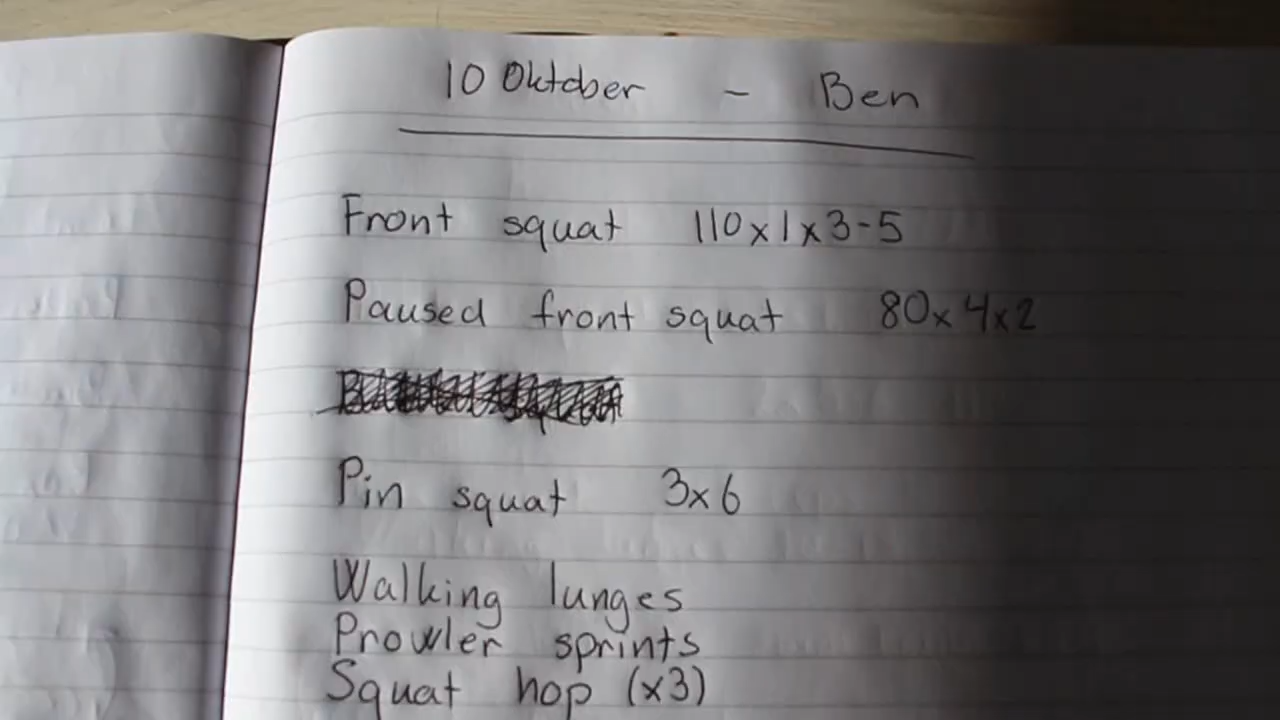 10 Oktober - Ben
Front squat 110x1x3-5
Paused front squat 80x4x2
Pin squat 3x6
Walking lunges
Prowler sprints
Squat hop (x3)